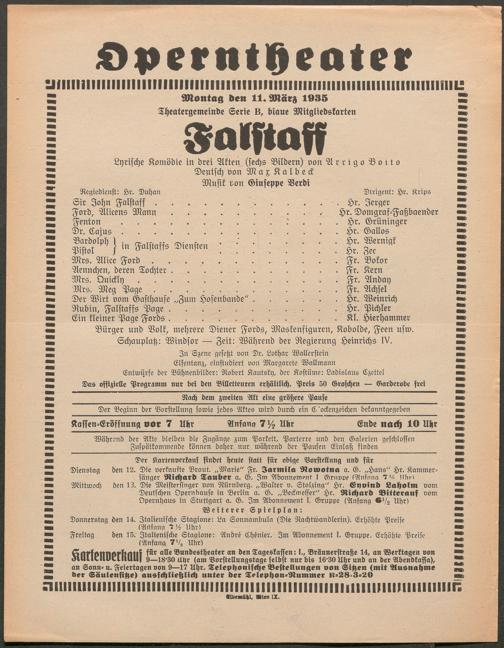 Operntheater
Montag den 11. März 1935
Theatergemeinde Serie B, blaue Mitgliedskarten
Falstaff
Lyrische Komödie in drei Akten (sechs Bildern) von Arrigo Boito
Deutsch von Max Kalbeck
Musik von Giuseppe Verdi
Regiedienst: Hr. Duhan Dirigent: Hr. Krips
Sir John Falstaff . . . . . Hr. Jerger
Ford, Alicens Mann . . . . . Hr. Domgraf-Faßbaender
Fenton . . . . . Hr. Grüninger
Dr. Cajus . . . . . Hr. Gallos
Bardolph } in Falstaffs Diensten . . . . . Hr. Wernigk
Pistol . . . . . Hr. Zec
Mrs. Alice Ford . . . . . Fr. Bokor
Aennchen, deren Tochter . . . . . Fr. Kern
Mrs. Quickly . . . . . Fr. Anday
Mrs. Meg Page . . . . . Fr. Achsel
Der Wirt vom Gasthause „Zum Hosenbande“ . . . . . Hr. Weinrich
Rubin, Falstaffs Page . . . . . Hr. Pichler
Ein kleiner Page Fords . . . . . Kl. Hierhammer
Bürger und Volk, mehrere Diener Fords, Maskenfiguren, Kobolde, Feen usw.
Schauplatz: Windsor — Zeit: Während der Regierung Heinrichs IV.
In Szene gesetzt von Dr. Lothar Wallerstein
Elfentanz, einstudiert von Margarete Wallmann
Entwürfe der Bühnenbilder: Robert Kautsky, der Kostüme: Ladislaus Czettel
Das offizielle Programm nur bei den Billetteuren erhältlich. Preis 50 Groschen — Garderobe frei
Nach dem zweiten Akt eine größere Pause
Der Beginn der Vorstellung sowie jedes Aktes wird durch ein Glockenzeichen bekanntgegeben
Kassen-Eröffnung vor 7 Uhr Anfang 7½ Uhr Ende nach 10 Uhr
Während der Akte bleiben die Zugänge zum Parkett, Parterre und den Galerien geschlossen
Zuspätkommende können daher nur während der Pausen Einlaß finden
Der Kartenverkauf findet heute statt für obige Vorstellung und für
Dienstag den 12. Die verkaufte Braut. „Marie“ Fr. Jarmila Nowotna a. G. „Hans“ Hr. Kammer-
sänger Richard Tauber a. G. Im Abonnement I. Gruppe (Anfang 7½ Uhr)
Mittwoch den 13. Die Meistersinger von Nürnberg. „Walter v. Stolzing“ Hr. Eyvind Laholm vom
Deutschen Opernhaus in Berlin a. G. „Beckmesser“ Hr. Richard Bitterauf vom
Opernhaus in Stuttgart a. G. Im Abonnement I. Gruppe (Anfang 6½ Uhr)
Weiterer Spielplan:
Donnerstag den 14. Italienische Stagione: La Sonnambula (Die Nachtwandlerin). Erhöhte Preise
(Anfang 7½ Uhr)
Freitag den 15. Italienische Stagione: André Chénier. Im Abonnement I. Gruppe. Erhöhte Preise
(Anfang 7½ Uhr)
Kartenverkauf für alle Bundestheater an den Tageskassen: I., Bräunerstraße 14, an Werktagen von
9—18·30 Uhr (am Vorstellungstage selbst nur bis 16·30 Uhr und an der Abendkassa),
an Sonn- u. Feiertagen von 9—17 Uhr. Telephonische Bestellungen von Sitzen (mit Ausnahme
der Säulensitze) ausschließlich unter der Telephon-Nummer R-28-3-20
Elbemühl, Wien IX.